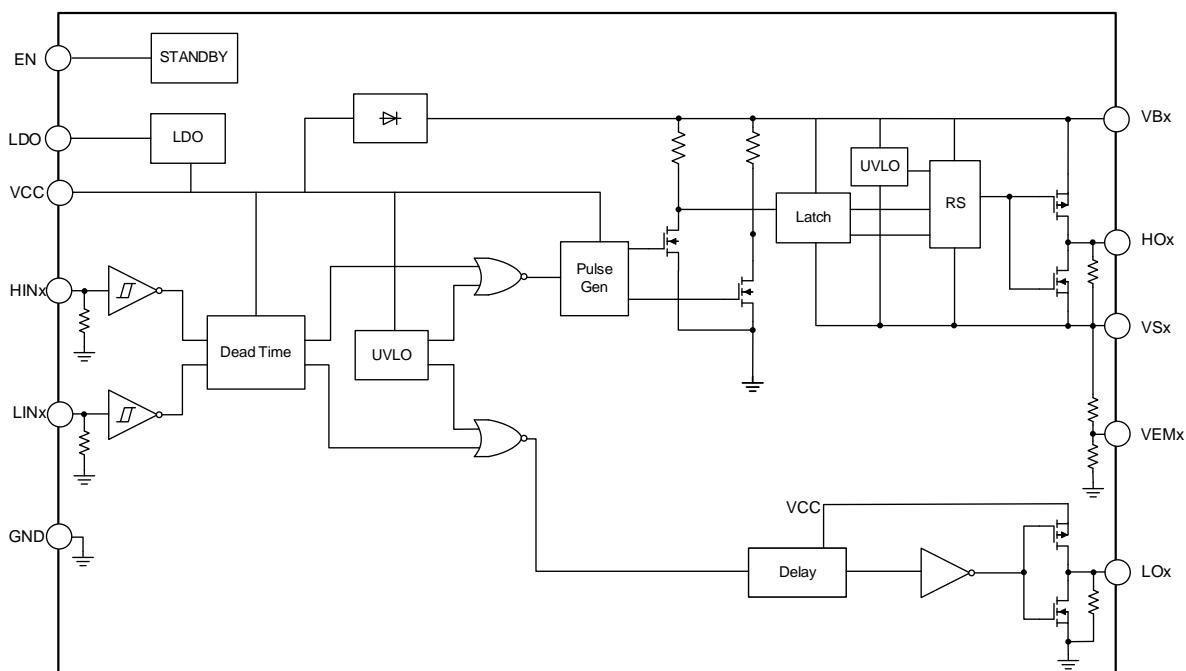 EN
STANDBY
LDO
LDO
VCC
VBx
UVLO
RS
Latch
HOx
Pulse
Gen
HINx
VSx
Dead Time
UVLO
LINx
VEMx
VCC
GND
Delay
LOx